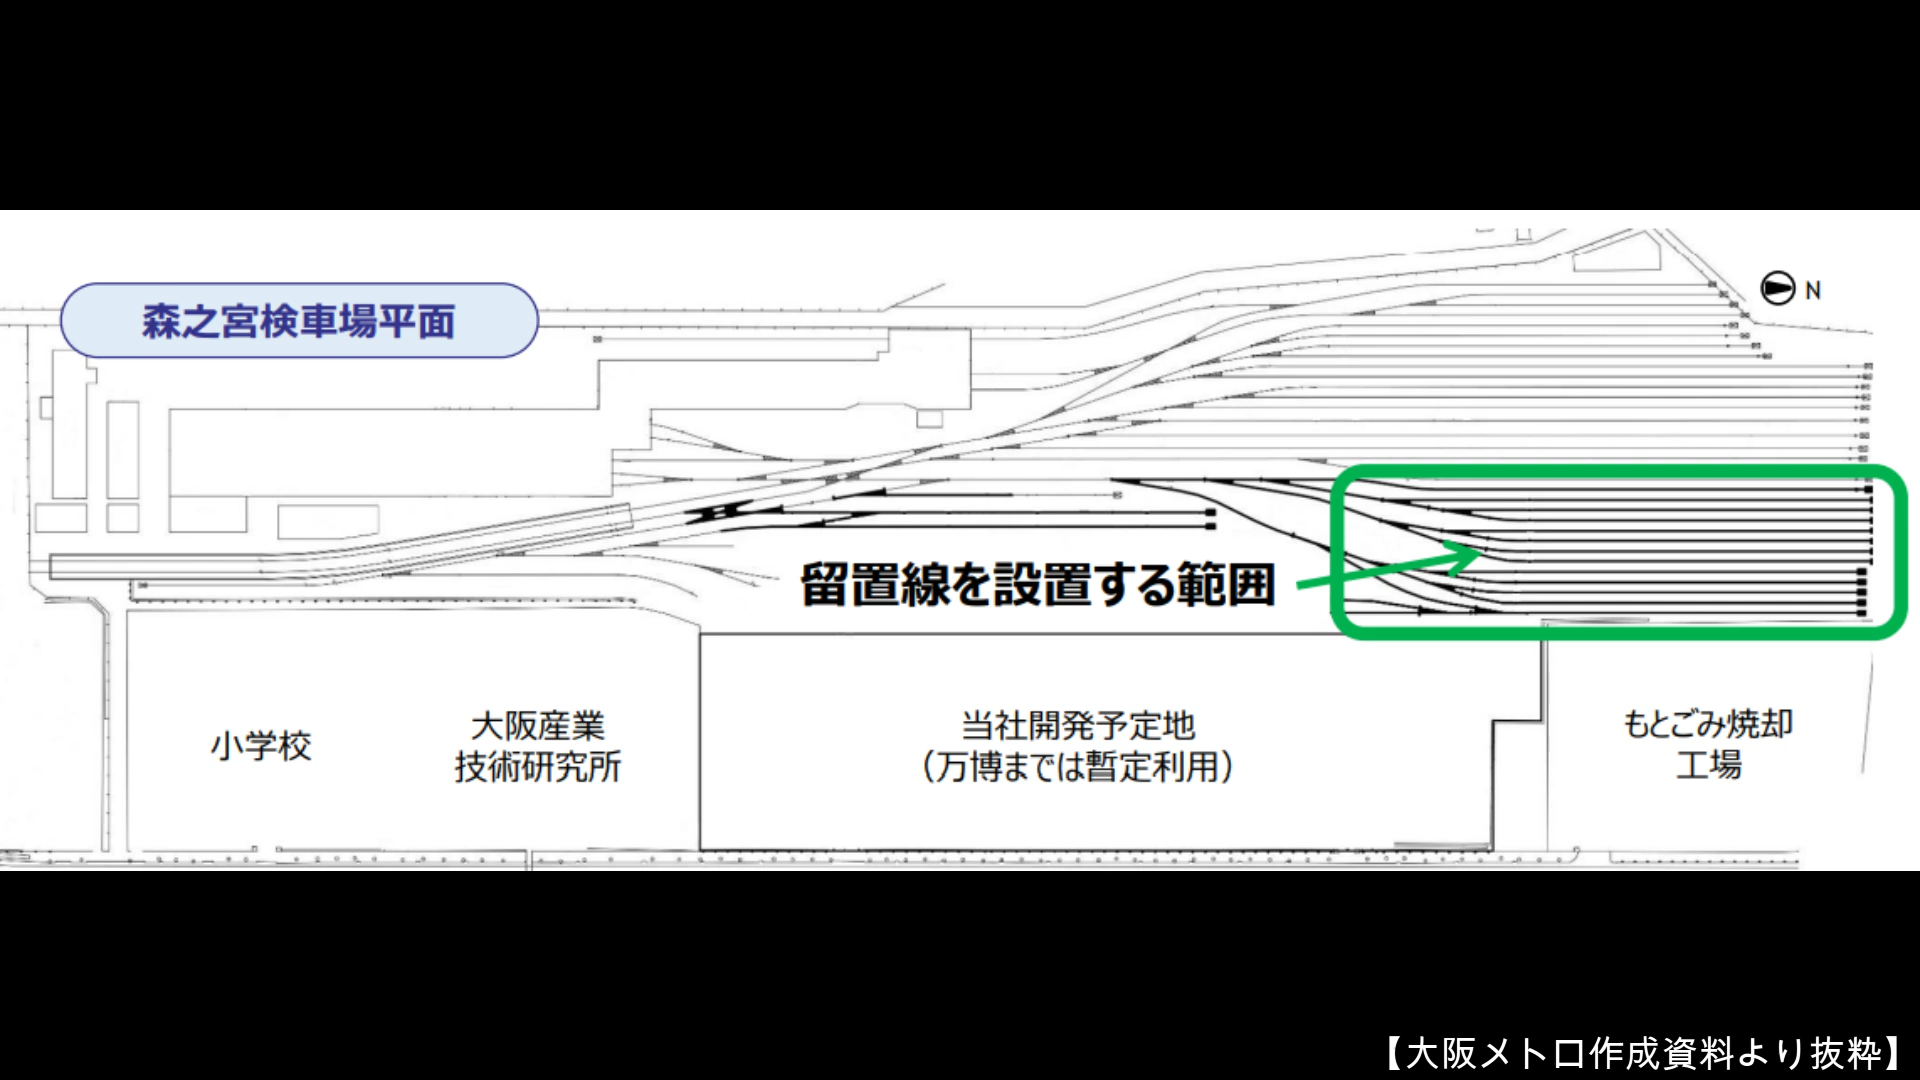 森之宮検車場平面
N
留置線を設置する範囲
小学校
大阪産業
技術研究所
当社開発予定地
（万博までは暫定利用）
もとごみ焼却
工場
【大阪メトロ作成資料より抜粋】